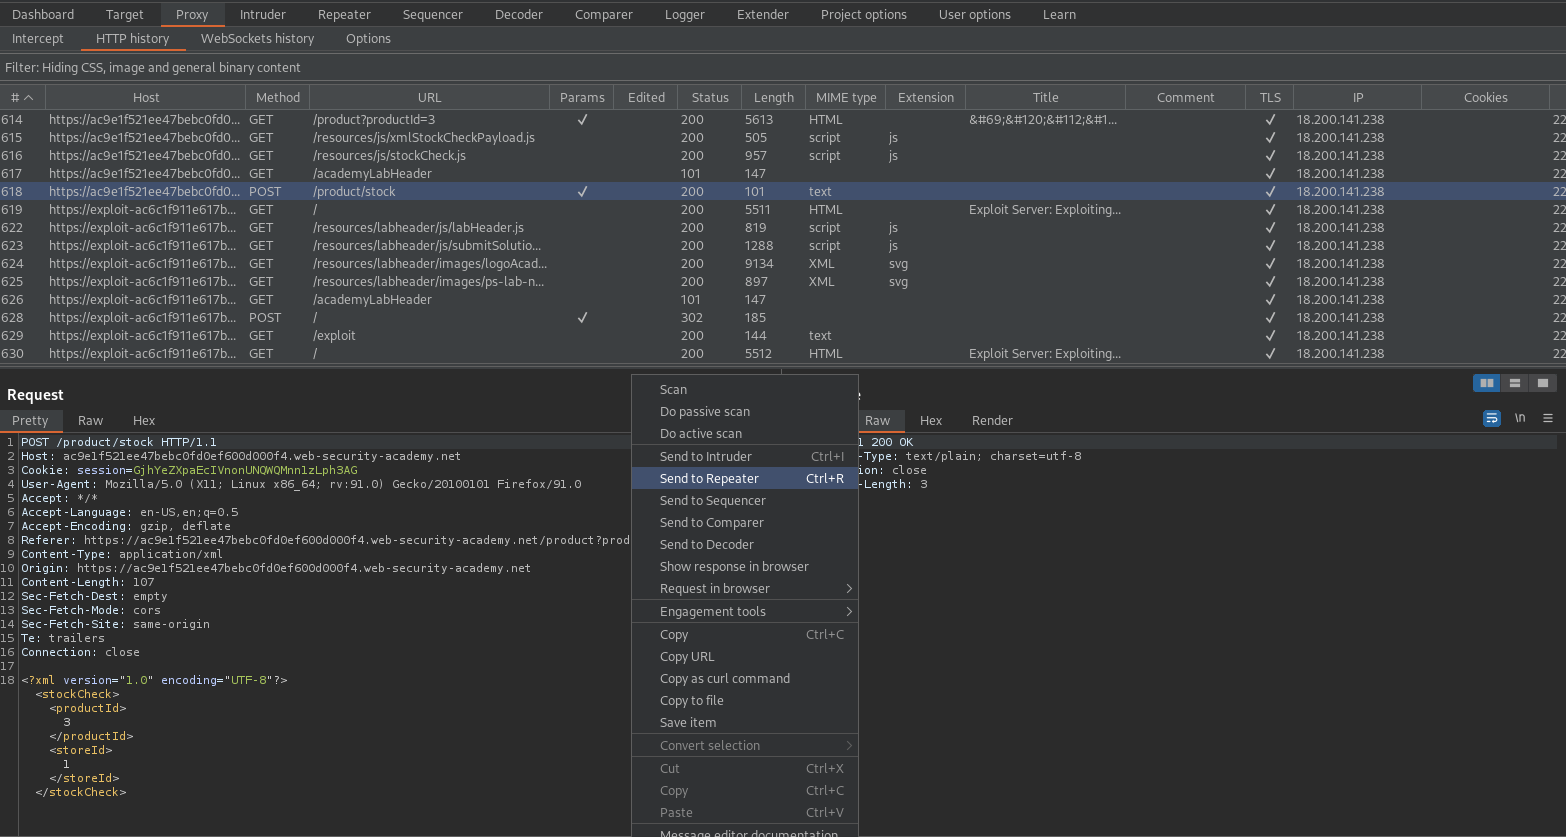 Dashboard Target Proxy Intruder Repeater Sequencer Decoder Comparer Logger Extender Project options User options Learn
Intercept HTTP history WebSockets history Options
Filter: Hiding CSS, image and general binary content
# Host Method URL Params Edited Status Length MIME type Extension Title Comment TLS IP Cookies
614 https://ac9e1f521ee47bebc0fd0... GET /product?productId=3 ✓ 200 5613 HTML &#69;&#120;&#112;&#1... ✓ 18.200.141.238 22
615 https://ac9e1f521ee47bebc0fd0... GET /resources/js/xmlStockCheckPayload.js 200 505 script js ✓ 18.200.141.238 22
616 https://ac9e1f521ee47bebc0fd0... GET /resources/js/stockCheck.js 200 957 script js ✓ 18.200.141.238 22
617 https://ac9e1f521ee47bebc0fd0... GET /academyLabHeader 101 147 ✓ 18.200.141.238 22
618 https://ac9e1f521ee47bebc0fd0... POST /product/stock ✓ 200 101 text ✓ 18.200.141.238 22
619 https://exploit-ac6c1f911e617b... GET / 200 5511 HTML Exploit Server: Exploiting... ✓ 18.200.141.238 22
622 https://exploit-ac6c1f911e617b... GET /resources/labheader/js/labHeader.js 200 819 script js ✓ 18.200.141.238 22
623 https://exploit-ac6c1f911e617b... GET /resources/labheader/js/submitSolutio... 200 1288 script js ✓ 18.200.141.238 22
624 https://exploit-ac6c1f911e617b... GET /resources/labheader/images/logoAcad... 200 9134 XML svg ✓ 18.200.141.238 22
625 https://exploit-ac6c1f911e617b... GET /resources/labheader/images/ps-lab-n... 200 897 XML svg ✓ 18.200.141.238 22
626 https://exploit-ac6c1f911e617b... GET /academyLabHeader 101 147 ✓ 18.200.141.238 22
628 https://exploit-ac6c1f911e617b... POST / ✓ 302 185 ✓ 18.200.141.238 22
629 https://exploit-ac6c1f911e617b... GET /exploit 200 144 text ✓ 18.200.141.238 22
630 https://exploit-ac6c1f911e617b... GET / 200 5512 HTML Exploit Server: Exploiting... ✓ 18.200.141.238 22
Request
Pretty Raw Hex
1 POST /product/stock HTTP/1.1
2 Host: ac9e1f521ee47bebc0fd0ef600d000f4.web-security-academy.net
3 Cookie: session=GjhYeZXpaEcIVnonUNQWQMnn1zLph3AG
4 User-Agent: Mozilla/5.0 (X11; Linux x86_64; rv:91.0) Gecko/20100101 Firefox/91.0
5 Accept: */*
6 Accept-Language: en-US,en;q=0.5
7 Accept-Encoding: gzip, deflate
8 Referer: https://ac9e1f521ee47bebc0fd0ef600d000f4.web-security-academy.net/product?prod
9 Content-Type: application/xml
10 Origin: https://ac9e1f521ee47bebc0fd0ef600d000f4.web-security-academy.net
11 Content-Length: 107
12 Sec-Fetch-Dest: empty
13 Sec-Fetch-Mode: cors
14 Sec-Fetch-Site: same-origin
15 Te: trailers
16 Connection: close
17
18 <?xml version="1.0" encoding="UTF-8"?>
<stockCheck>
<productId>
3
</productId>
<storeId>
1
</storeId>
</stockCheck>
Scan
Do passive scan
Do active scan
Send to Intruder Ctrl+I
Send to Repeater Ctrl+R
Send to Sequencer
Send to Comparer
Send to Decoder
Show response in browser
Request in browser
Engagement tools
Copy Ctrl+C
Copy URL
Copy as curl command
Copy to file
Save item
Convert selection
Cut Ctrl+X
Copy Ctrl+C
Paste Ctrl+V
Message editor documentation
e
Raw Hex Render
\n
1 200 OK
-Type: text/plain; charset=utf-8
ion: close
-Length: 3